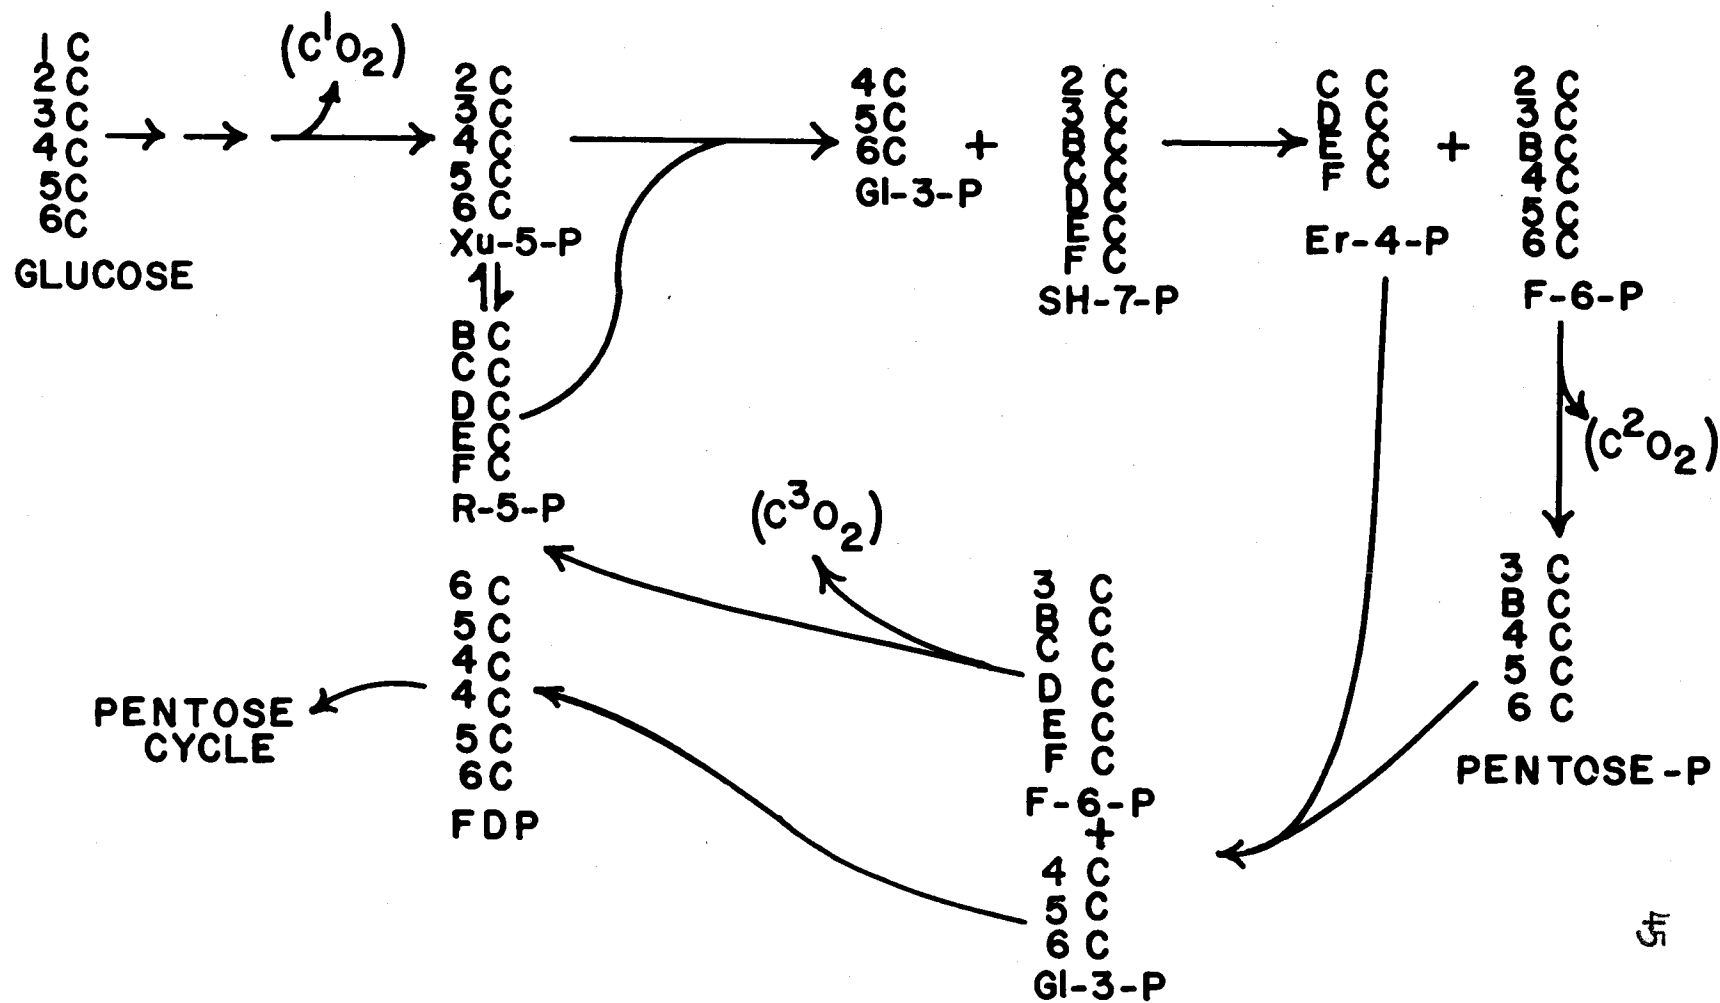 1 C
2 C
3 C
4 C
5 C
6 C
GLUCOSE
(C¹O₂)
2 C
3 C
4 C
5 C
6 C
Xu-5-P
B C
C C
D C
E C
F C
R-5-P
4 C
5 C
6 C
Gl-3-P
+
2 C
3 C
B C
C C
D C
E C
F C
SH-7-P
C C
D C
E C
F C
Er-4-P
+
2 C
3 C
B C
4 C
5 C
6 C
F-6-P
(C²O₂)
3 C
B C
4 C
5 C
6 C
PENTOSE-P
(C³O₂)
3 C
B C
C C
D C
E C
F C
F-6-P
+
4 C
5 C
6 C
Gl-3-P
6 C
5 C
4 C
4 C
5 C
6 C
FDP
PENTOSE
CYCLE
45